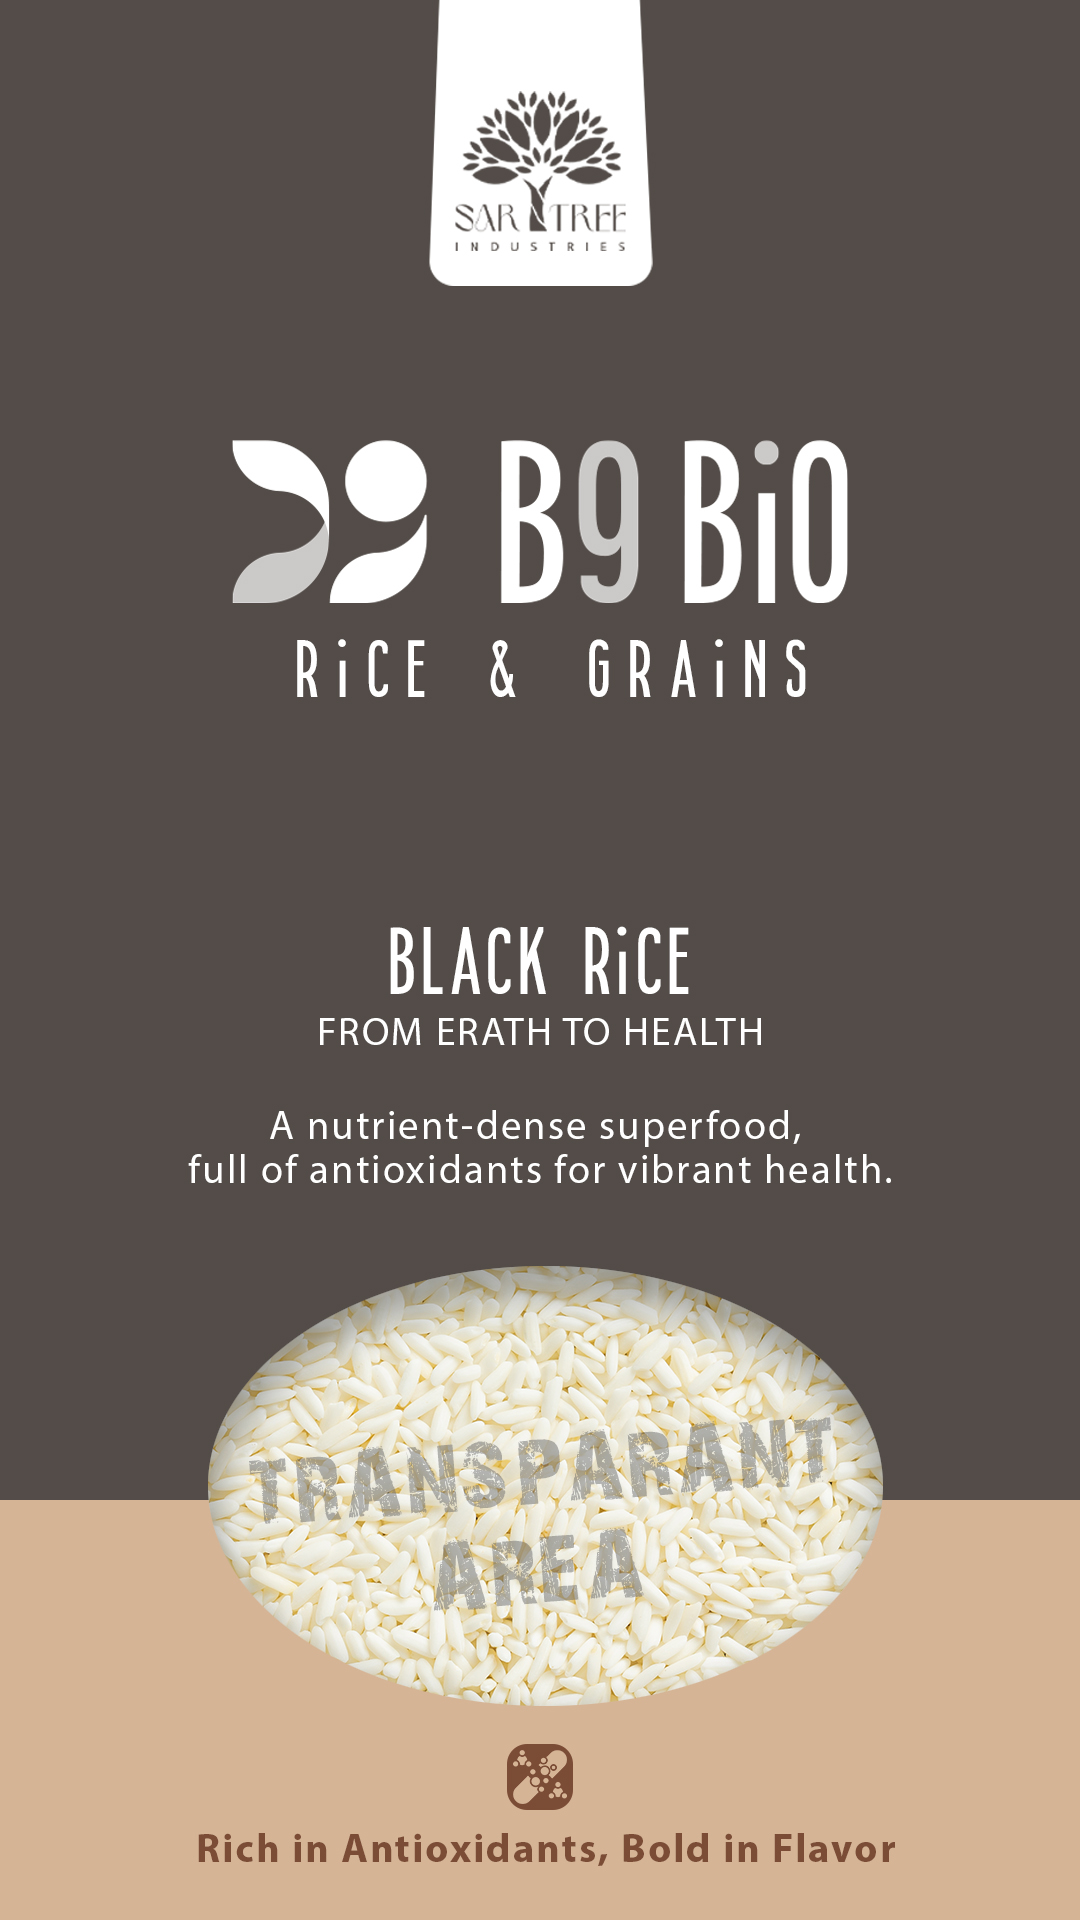 SAR TREE
INDUSTRIES
B9 BiO
RiCE & GRAiNS
BLACK RiCE
FROM ERATH TO HEALTH
A nutrient-dense superfood,
full of antioxidants for vibrant health.
TRANSPARANT
AREA
Rich in Antioxidants, Bold in Flavor